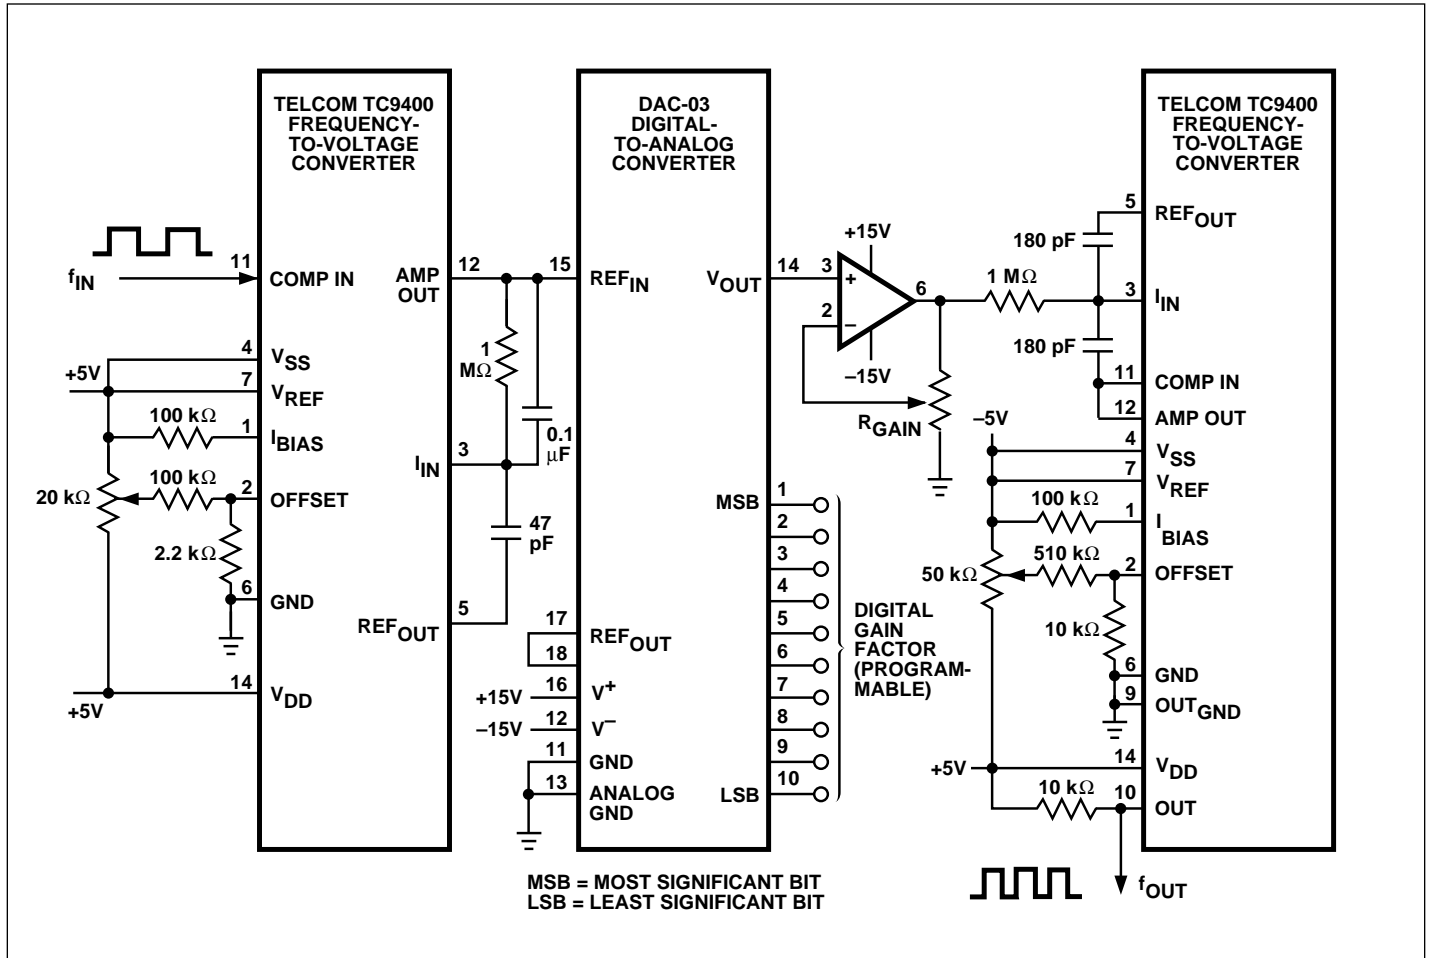 TELCOM TC9400
FREQUENCY-
TO-VOLTAGE
CONVERTER
fIN
11
COMP IN
AMP
OUT
12
+5V
4
VSS
7
VREF
100 kΩ
1
IBIAS
20 kΩ
100 kΩ
2
OFFSET
2.2 kΩ
6
GND
+5V
14
VDD
IIN
3
REFOUT
5
1
MΩ
0.1
μF
47
pF
DAC-03
DIGITAL-
TO-ANALOG
CONVERTER
15
REFIN
VOUT
14
17
REFOUT
18
+15V
16
V+
–15V
12
V–
11
GND
13
ANALOG
GND
MSB
1
2
3
4
5
6
7
8
9
LSB
10
DIGITAL
GAIN
FACTOR
(PROGRAM-
MABLE)
MSB = MOST SIGNIFICANT BIT
LSB = LEAST SIGNIFICANT BIT
+15V
3
+
2
–
6
–15V
RGAIN
1 MΩ
180 pF
180 pF
TELCOM TC9400
FREQUENCY-
TO-VOLTAGE
CONVERTER
5
REFOUT
3
IIN
11
COMP IN
12
AMP OUT
–5V
4
VSS
7
VREF
100 kΩ
1
IBIAS
50 kΩ
510 kΩ
2
OFFSET
10 kΩ
6
GND
9
OUTGND
+5V
14
VDD
10 kΩ
10
OUT
fOUT